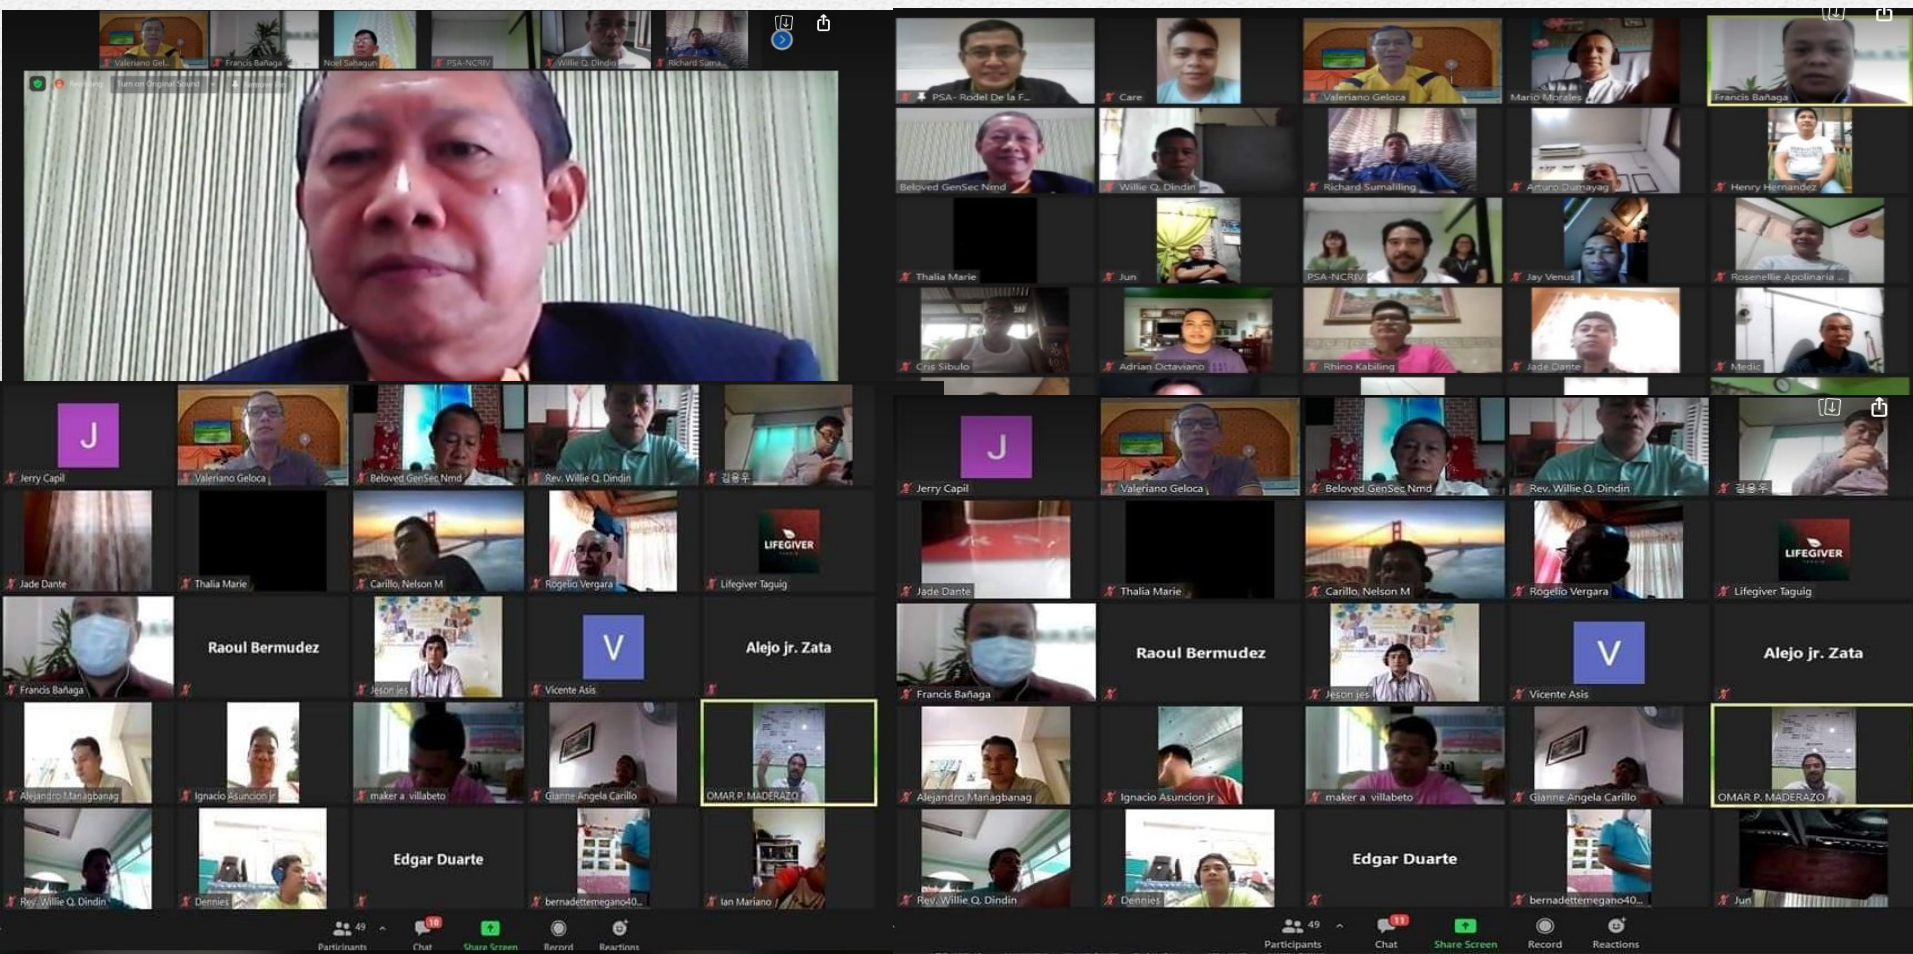 Valeriano Gel...
Francis Bañaga
Noel Sahagun
PSA-NCRIV
Willie Q. Dindin
Richard Suma...
Turn on Original Sound
PSA- Rodel De la F...
Care
Valeriano Geloca
Mario Morales
Francis Bañaga
Beloved GenSec Nmd
Willie Q. Dindin
Richard Sumaliling
Arturo Dumayag
Henry Hernandez
Thalia Marie
Jun
PSA-NCRIV
Jay Venus
Rosenellie Apolinaria ...
Cris Sibulo
Adrian Octaviano
Rhino Kabiling
Jade Dante
Medic
J
Jerry Capil
Valeriano Geloca
Beloved GenSec Nmd
Rev. Willie Q. Dindin
김용우
Jade Dante
Thalia Marie
Carillo, Nelson M
Rogelio Vergara
LIFEGIVER
Lifegiver Taguig
Francis Bañaga
Raoul Bermudez
Jeson jes
V
Vicente Asis
Alejo jr. Zata
Alejandro Managbanag
Ignacio Asuncion jr
maker a villabeto
Gianne Angela Carillo
OMAR P. MADERAZO
Rev. Willie Q. Dindin
Dennies
Edgar Duarte
bernadettemegano40...
Ian Mariano
49
10
Participants
Chat
Share Screen
Record
Reactions
J
Jerry Capil
Valeriano Geloca
Beloved GenSec Nmd
Rev. Willie Q. Dindin
김용우
Jade Dante
Thalia Marie
Carillo, Nelson M
Rogelio Vergara
LIFEGIVER
Lifegiver Taguig
Francis Bañaga
Raoul Bermudez
Jeson jes
V
Vicente Asis
Alejo jr. Zata
Alejandro Managbanag
Ignacio Asuncion jr
maker a villabeto
Gianne Angela Carillo
OMAR P. MADERAZO
Rev. Willie Q. Dindin
Dennies
Edgar Duarte
bernadettemegano40...
Jun
49
11
Participants
Chat
Share Screen
Record
Reactions